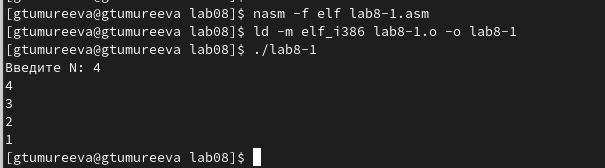 [gtumureeva@gtumureeva lab08]$ nasm -f elf lab8-1.asm
[gtumureeva@gtumureeva lab08]$ ld -m elf_i386 lab8-1.o -o lab8-1
[gtumureeva@gtumureeva lab08]$ ./lab8-1
Введите N: 4
4
3
2
1
[gtumureeva@gtumureeva lab08]$